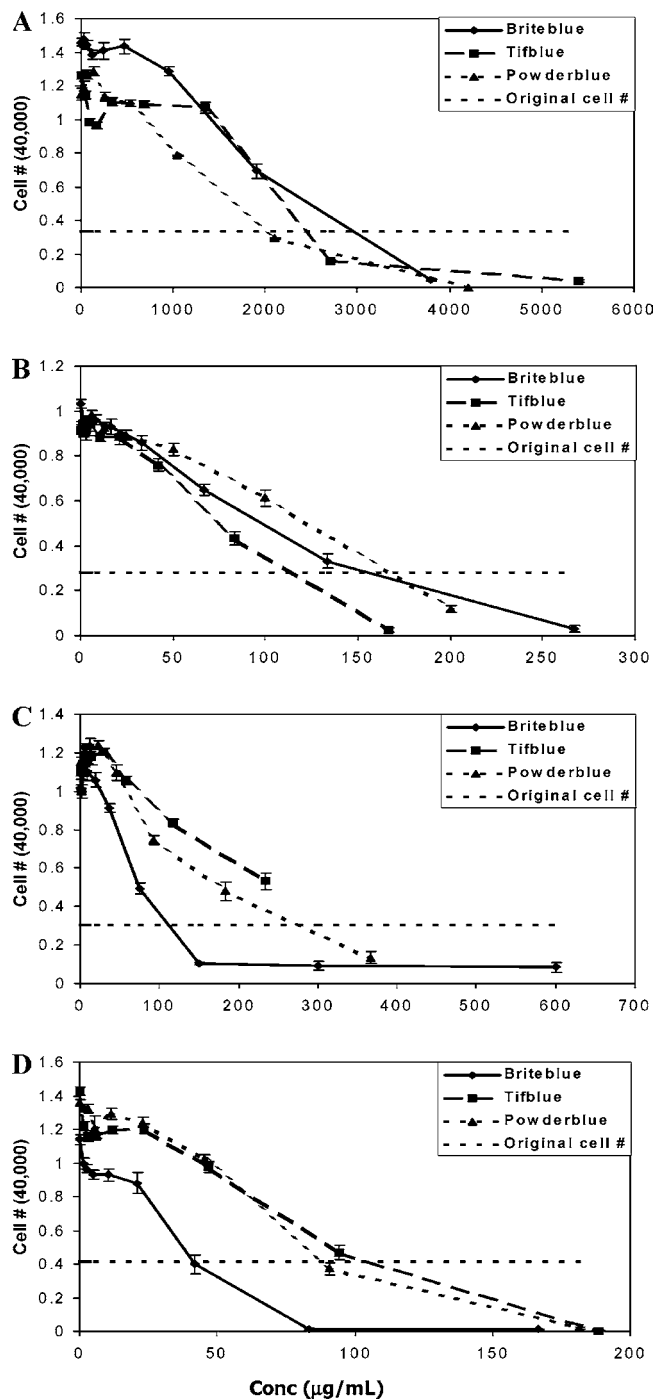 A
Cell # (40,000)
1.6
1.4
1.2
1
0.8
0.6
0.4
0.2
0
0 1000 2000 3000 4000 5000 6000
Briteblue
Tifblue
Powderblue
Original cell #
B
Cell # (40,000)
1.2
1
0.8
0.6
0.4
0.2
0
0 50 100 150 200 250 300
Briteblue
Tifblue
Powderblue
Original cell #
C
Cell # (40,000)
1.4
1.2
1
0.8
0.6
0.4
0.2
0
0 100 200 300 400 500 600 700
Briteblue
Tifblue
Powderblue
Original cell #
D
Cell # (40,000)
1.6
1.4
1.2
1
0.8
0.6
0.4
0.2
0
0 50 100 150 200
Briteblue
Tifblue
Powderblue
Original cell #
Conc (µg/mL)